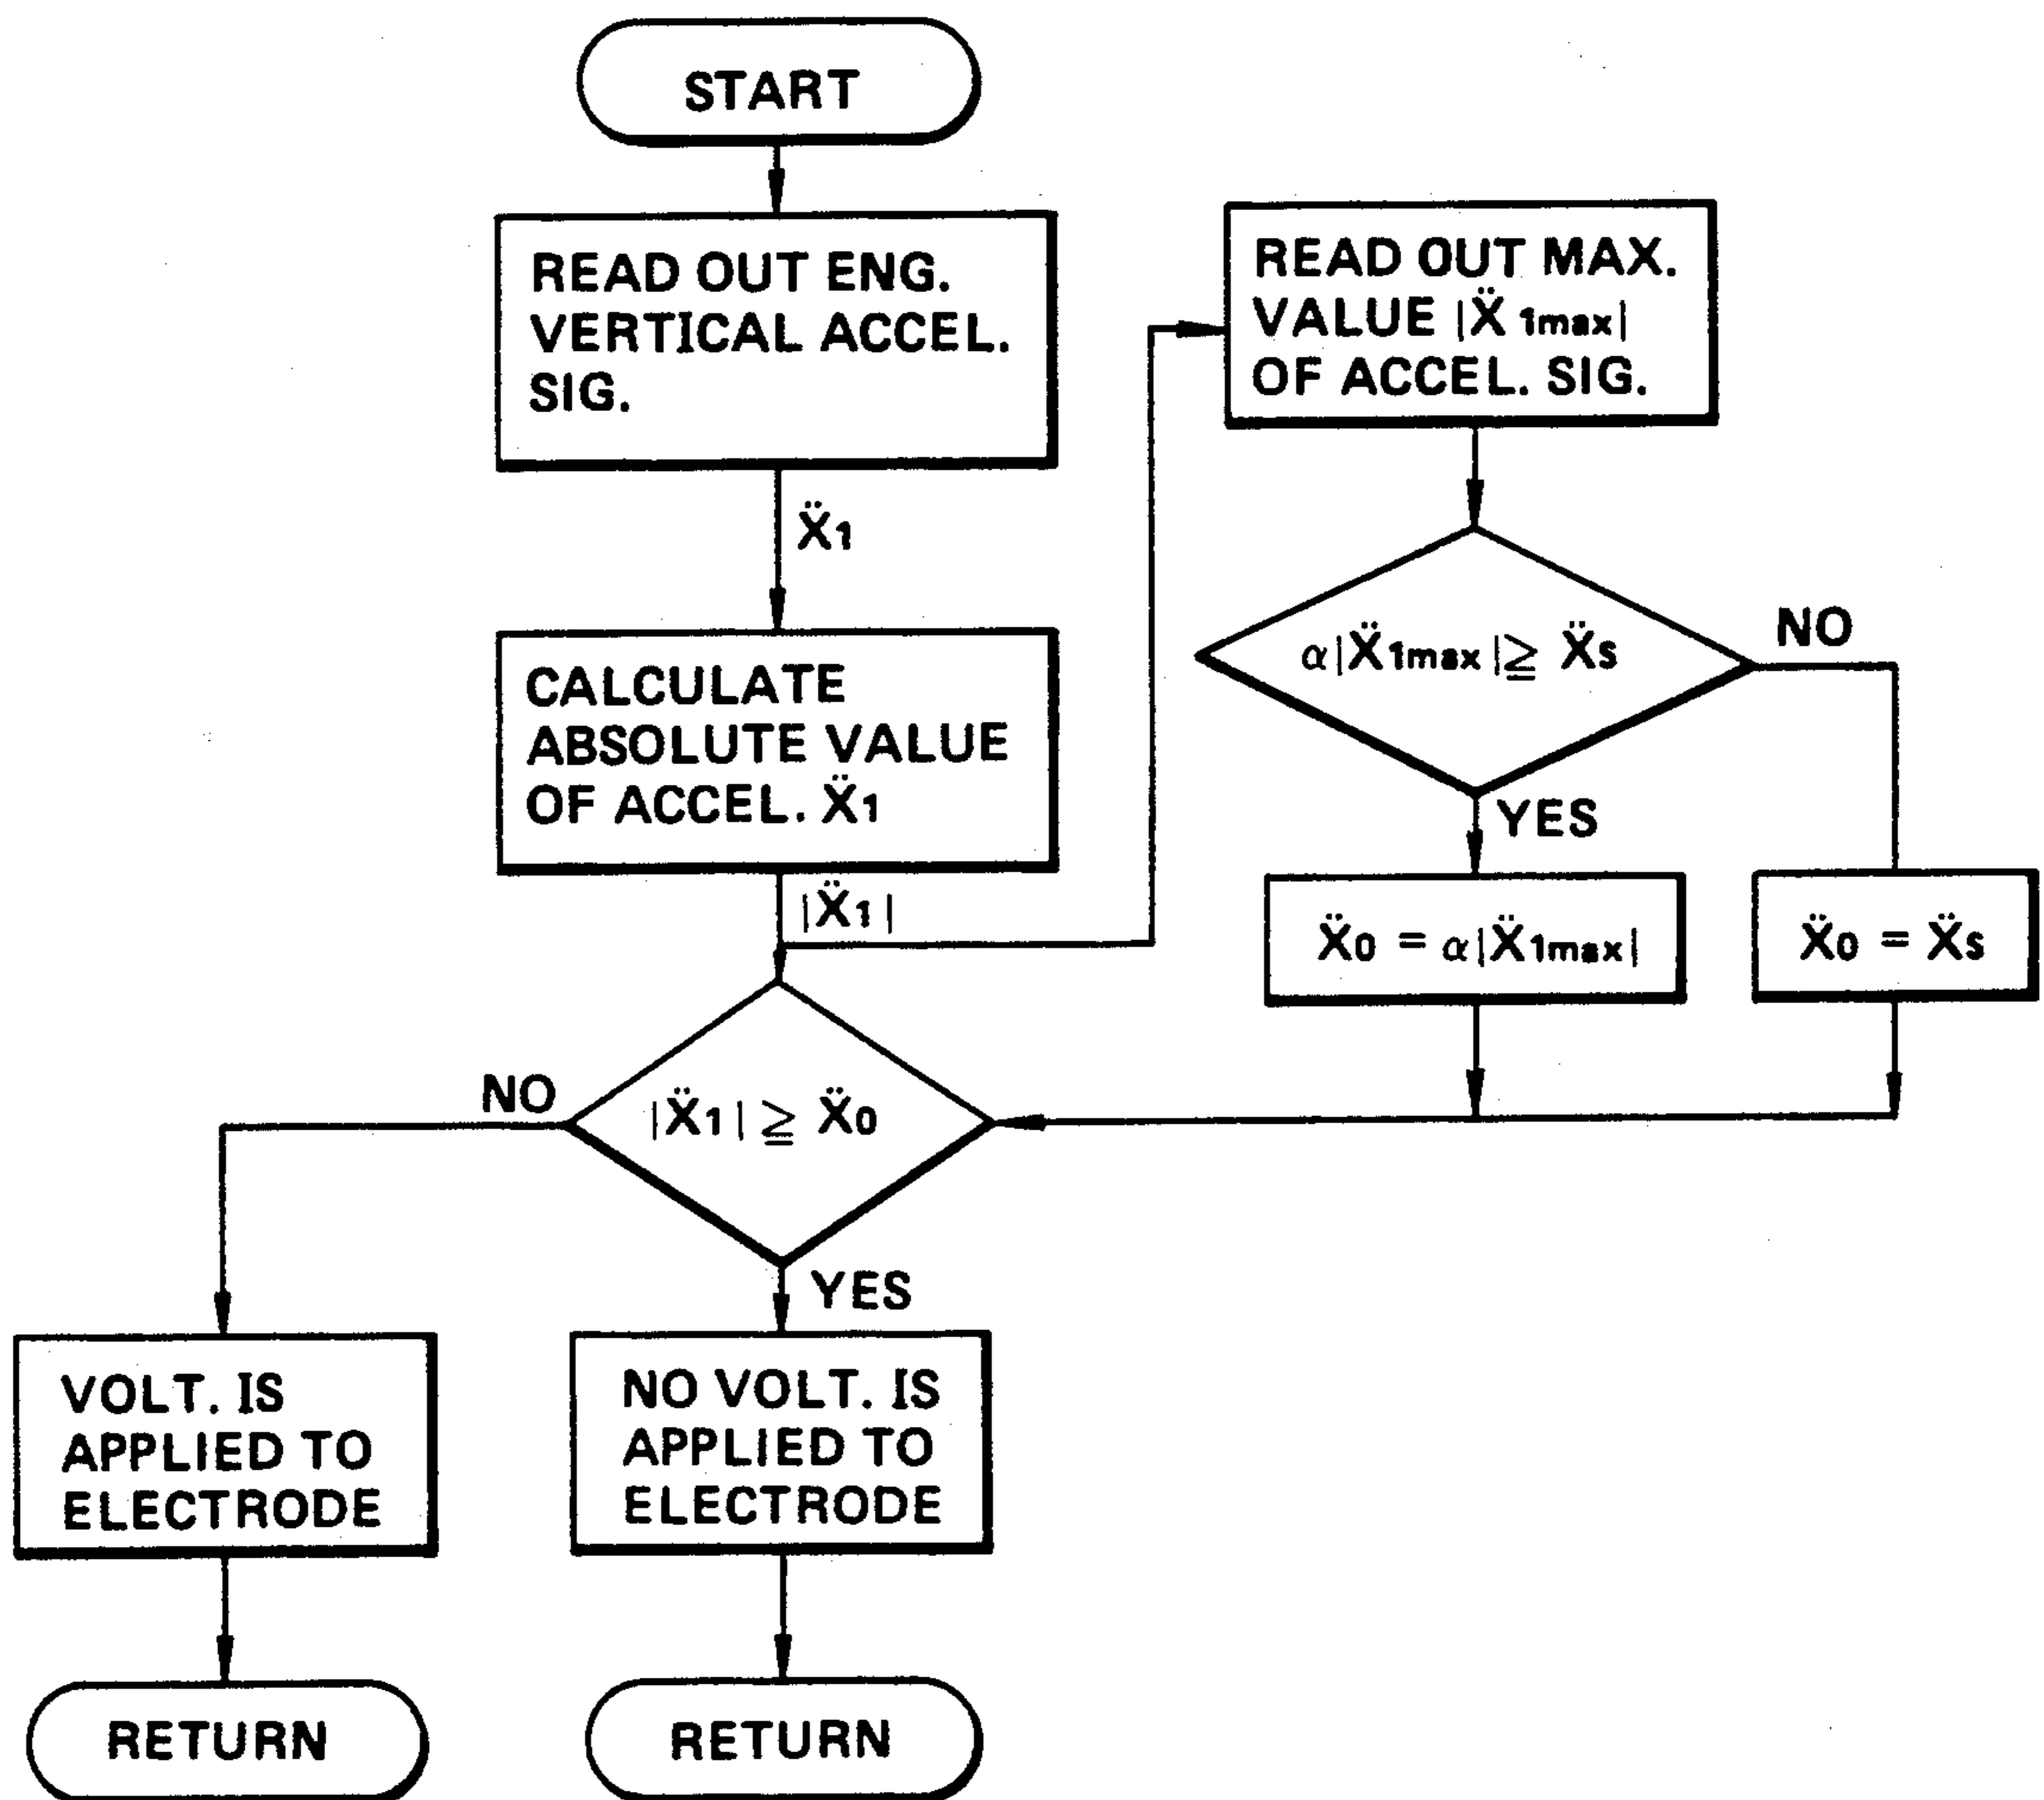 START
READ OUT ENG.
VERTICAL ACCEL.
SIG.
Ẍ1
CALCULATE
ABSOLUTE VALUE
OF ACCEL. Ẍ1
|Ẍ1|
READ OUT MAX.
VALUE |Ẍ1max|
OF ACCEL. SIG.
α|Ẍ1max|≧ Ẍs
NO
YES
Ẍ0 = α|Ẍ1max|
Ẍ0 = Ẍs
|Ẍ1| ≧ Ẍ0
NO
YES
VOLT. IS
APPLIED TO
ELECTRODE
NO VOLT. IS
APPLIED TO
ELECTRODE
RETURN
RETURN